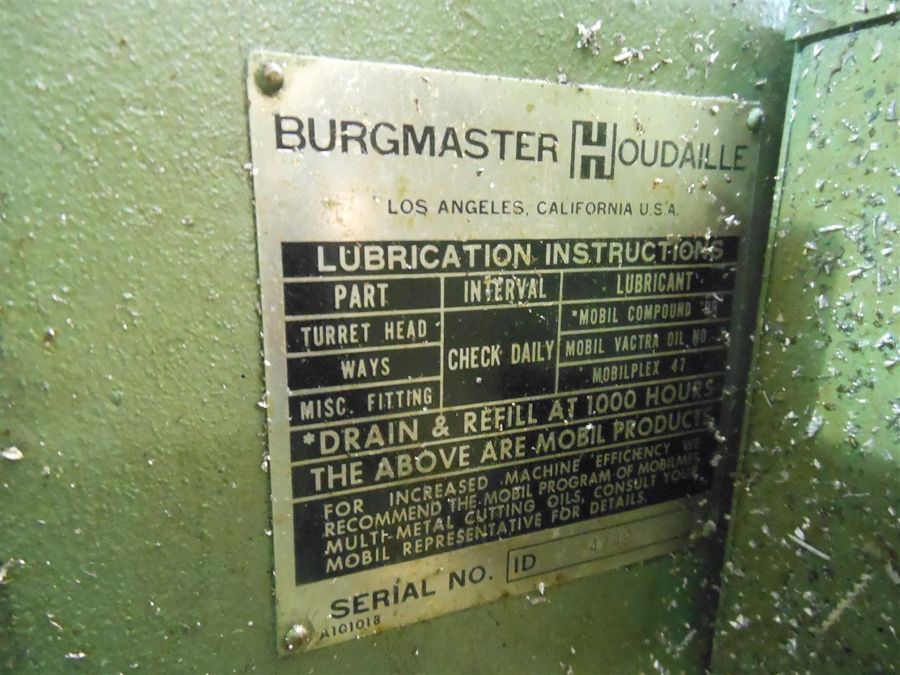 BURGMASTER HOUDAILLE
LOS ANGELES, CALIFORNIA U.S.A.
LUBRICATION INSTRUCTIONS
PART INTERVAL LUBRICANT
TURRET HEAD CHECK DAILY *MOBIL COMPOUND
WAYS MOBIL VACTRA OIL NO.
MISC. FITTING MOBILPLEX 47
*DRAIN & REFILL AT 1,000 HOURS
THE ABOVE ARE MOBIL PRODUCTS
FOR INCREASED MACHINE EFFICIENCY WE
RECOMMEND THE MOBIL PROGRAM OF MOBILMET
MULTI-METAL CUTTING OILS. CONSULT YOUR
MOBIL REPRESENTATIVE FOR DETAILS.
SERIAL NO. ID
A101018